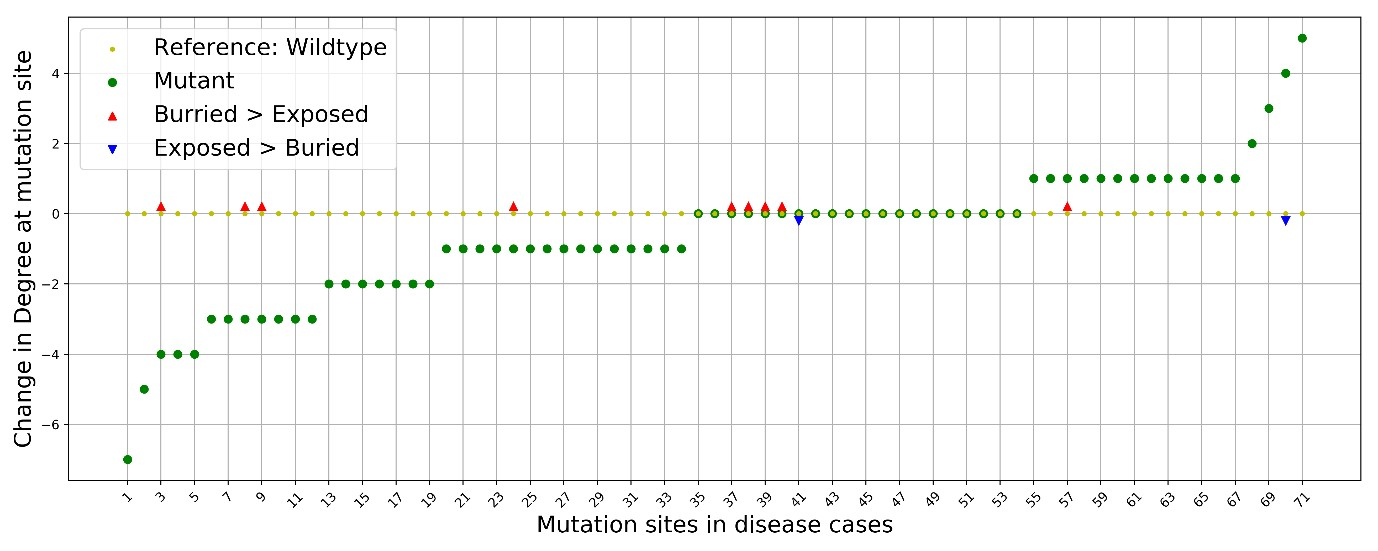 Reference: Wildtype
Mutant
Burried > Exposed
Exposed > Buried
Change in Degree at mutation site
4
2
0
−2
−4
−6
1 3 5 7 9 11 13 15 17 19 21 23 25 27 29 31 33 35 37 39 41 43 45 47 49 51 53 55 57 59 61 63 65 67 69 71
Mutation sites in disease cases